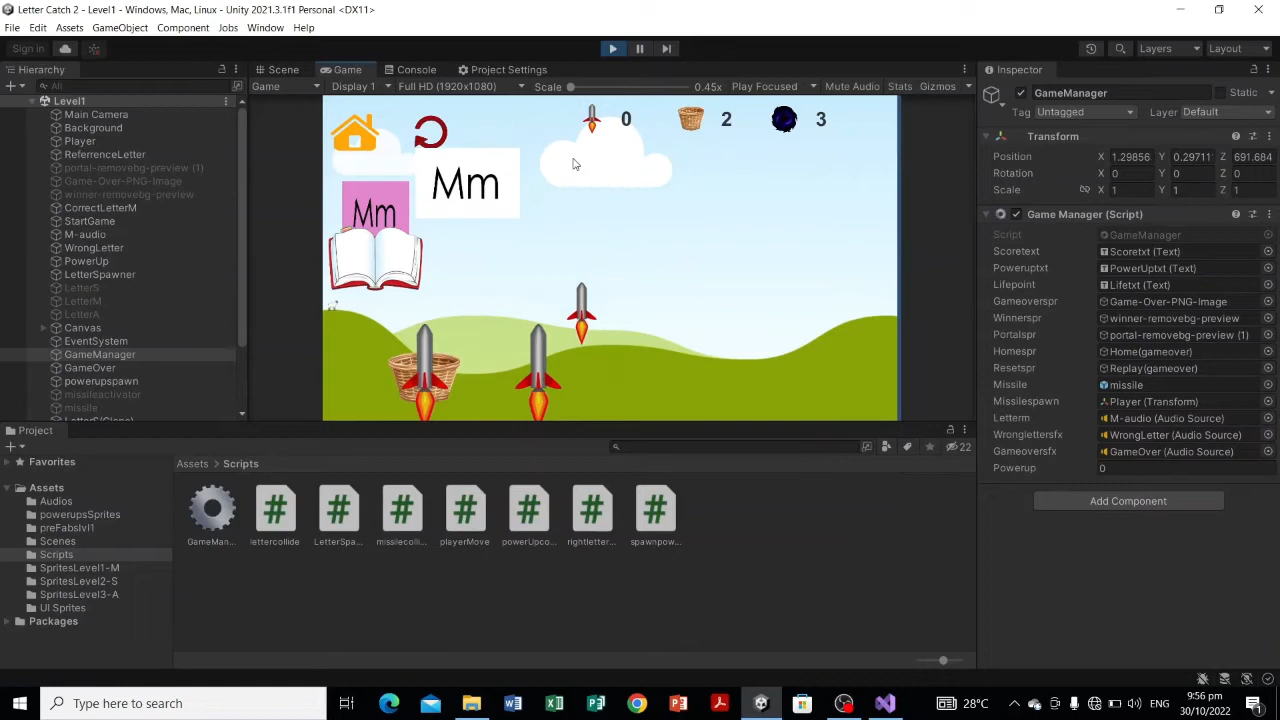 Letter Catch 2 - Level1 - Windows, Mac, Linux - Unity 2021.3.1f1 Personal <DX11>
File Edit Assets GameObject Component Jobs Window Help
Sign in Layers Layout
Hierarchy Scene Game Console Project Settings Inspector
All Game Display 1 Full HD (1920x1080) Scale 0.45x Play Focused Mute Audio Stats Gizmos
Level1
Main Camera
Background
Player
ReferrenceLetter
portal-removebg-preview (1)
Game-Over-PNG-Image
winner-removebg-preview
CorrectLetterM
StartGame
M-audio
WrongLetter
PowerUp
LetterSpawner
LetterS
LetterM
LetterA
Canvas
EventSystem
GameManager
GameOver
powerupspawn
missileactivator
missile
LetterS(Clone)
0 2 3
Mm
Mm
GameManager Static
Tag Untagged Layer Default
Transform
Position X 1.29856 Y 0.29711 Z 691.684
Rotation X 0 Y 0 Z 0
Scale X 1 Y 1 Z 1
Game Manager (Script)
Script GameManager
Scoretext Scoretxt (Text)
Poweruptxt PowerUptxt (Text)
Lifepoint Lifetxt (Text)
Gameoverspr Game-Over-PNG-Image
Winnerspr winner-removebg-preview
Portalspr portal-removebg-preview (1)
Homespr Home(gameover)
Resetspr Replay(gameover)
Missile missile
Missilespawn Player (Transform)
Letterm M-audio (Audio Source)
Wronglettersfx WrongLetter (Audio Source)
Gameoversfx GameOver (Audio Source)
Powerup 0
Add Component
Project
22
Favorites
Assets
Audios
powerupsSprites
preFabslvl1
Scenes
Scripts
SpritesLevel1-M
SpritesLevel2-S
SpritesLevel3-A
UI Sprites
Packages
Assets > Scripts
GameMan... lettercollide LetterSpa... missilecolli... playerMove powerUpco... rightletter... spawnpow...
Type here to search
28°C ENG 9:56 pm
30/10/2022
1